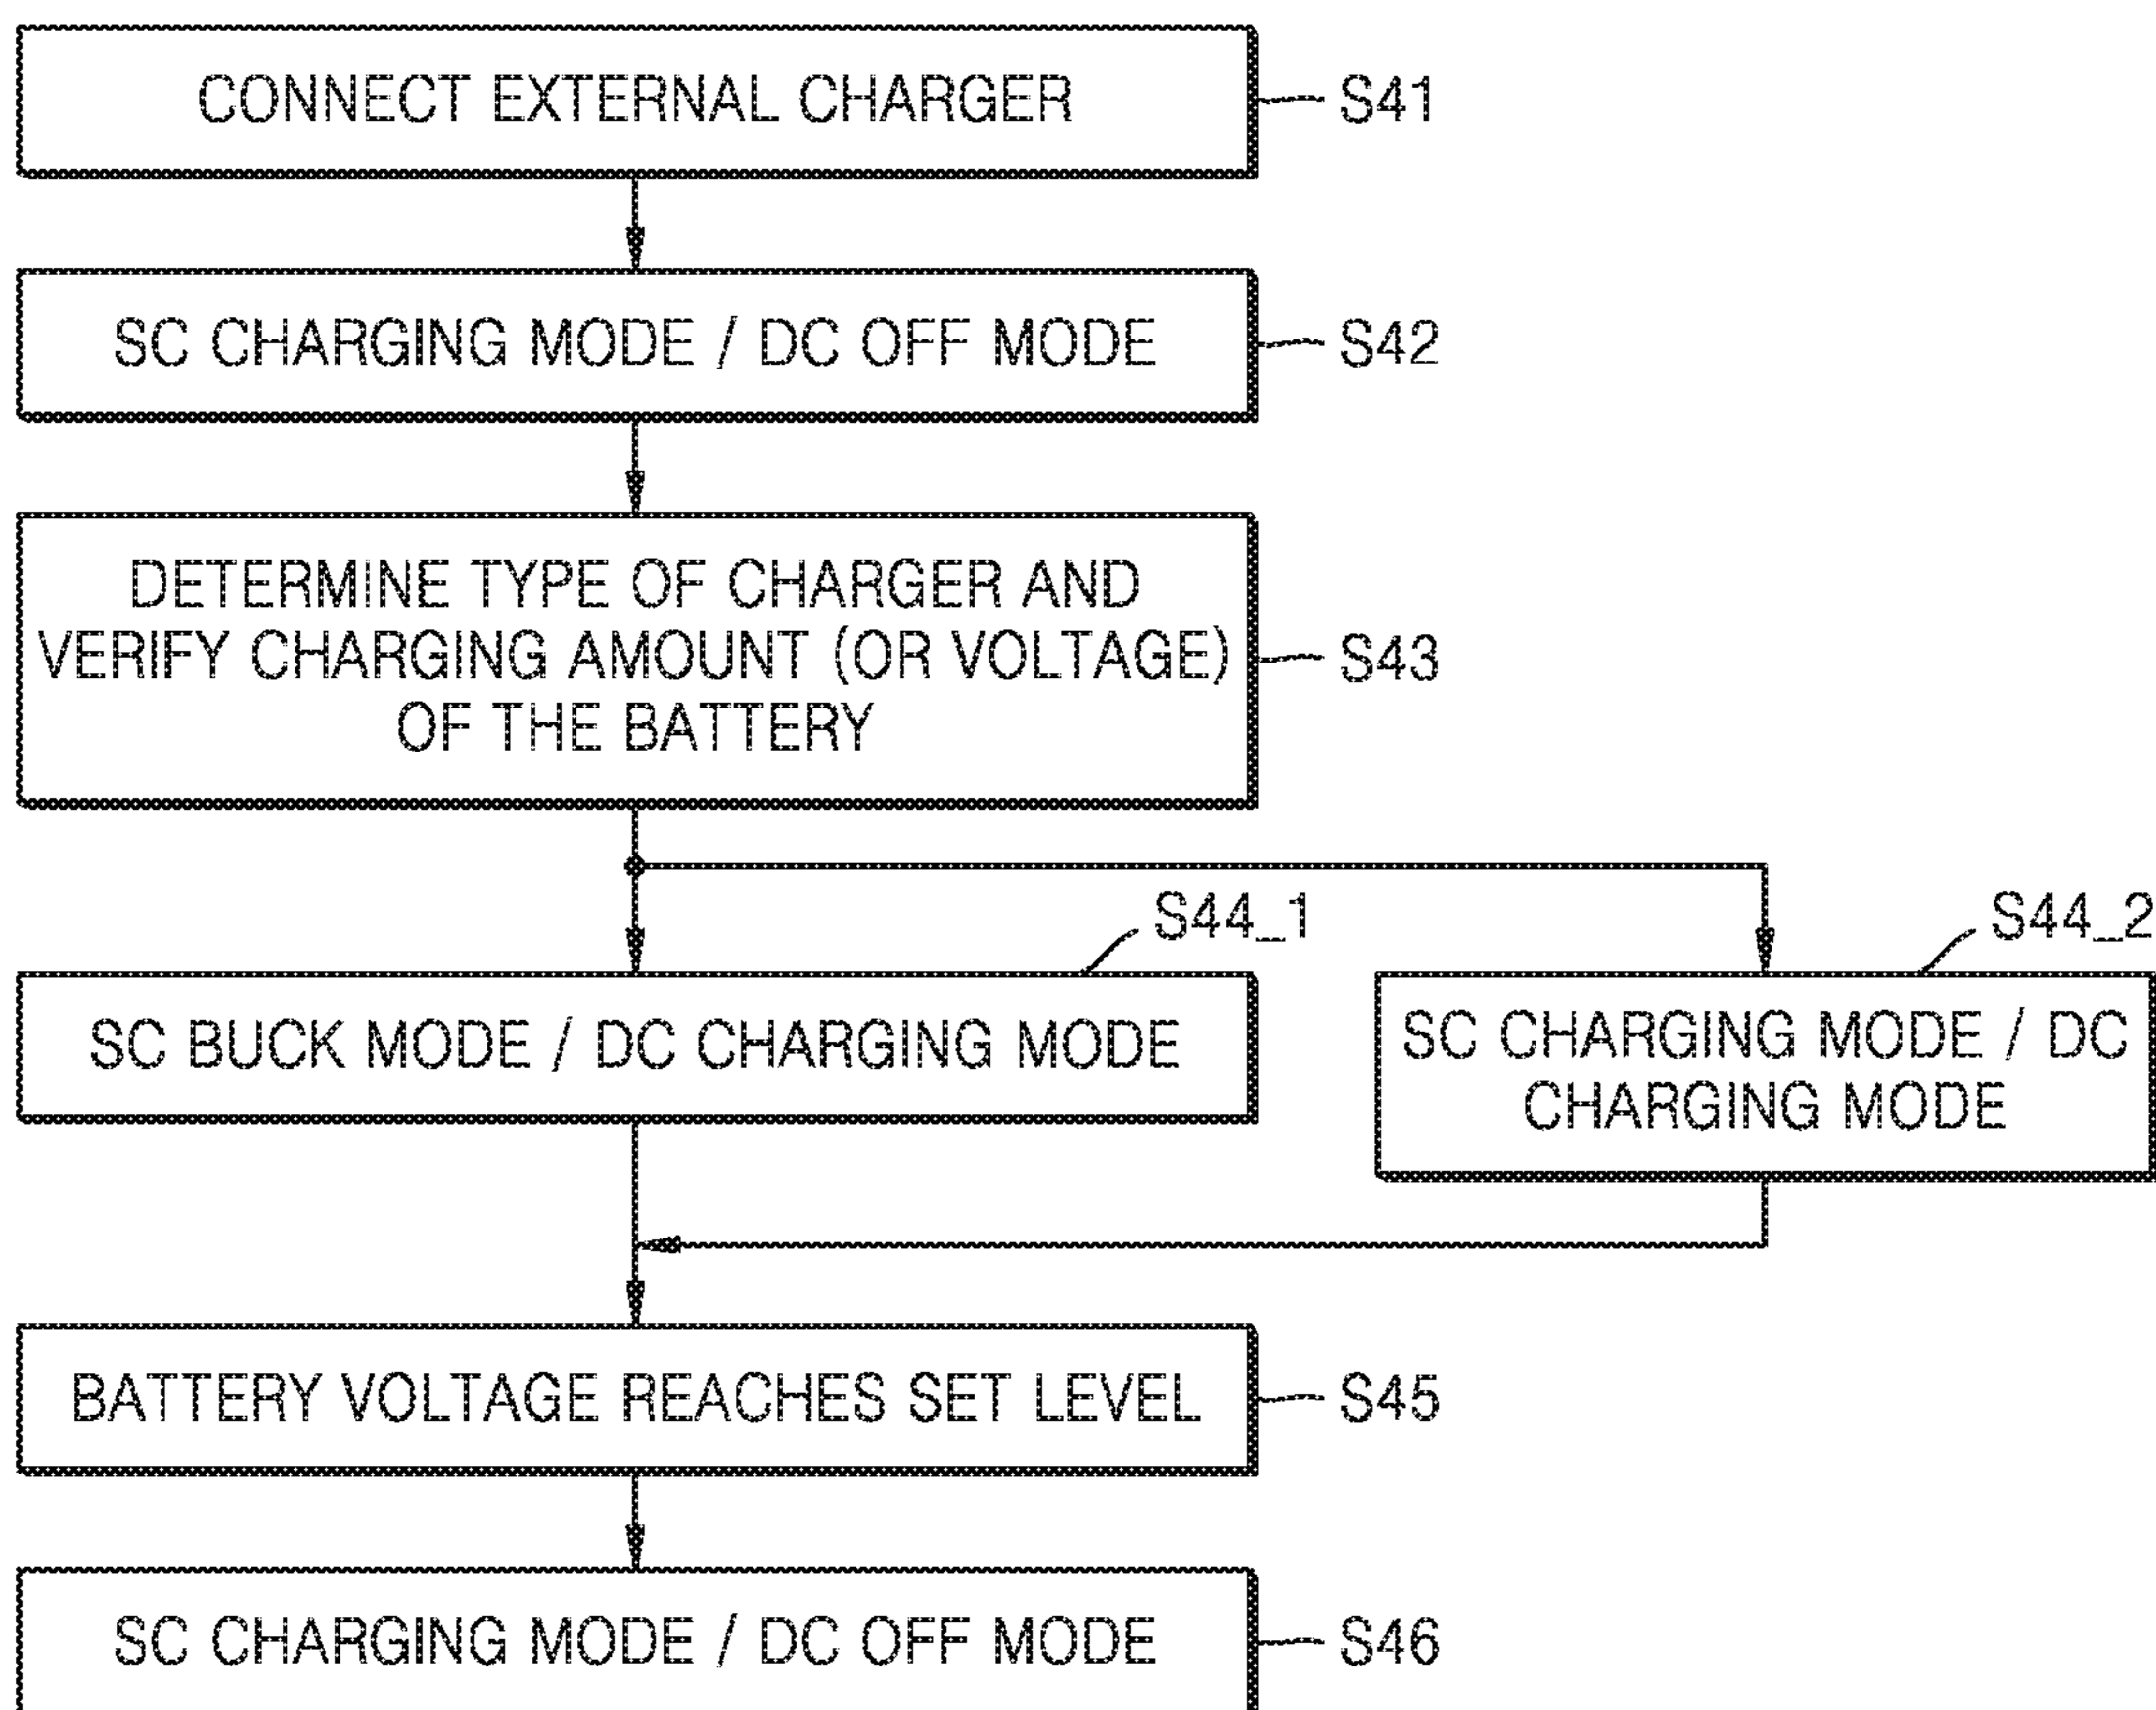 CONNECT EXTERNAL CHARGER
S41
SC CHARGING MODE / DC OFF MODE
S42
DETERMINE TYPE OF CHARGER AND
VERIFY CHARGING AMOUNT (OR VOLTAGE)
OF THE BATTERY
S43
S44_1
SC BUCK MODE / DC CHARGING MODE
S44_2
SC CHARGING MODE / DC
CHARGING MODE
BATTERY VOLTAGE REACHES SET LEVEL
S45
SC CHARGING MODE / DC OFF MODE
S46